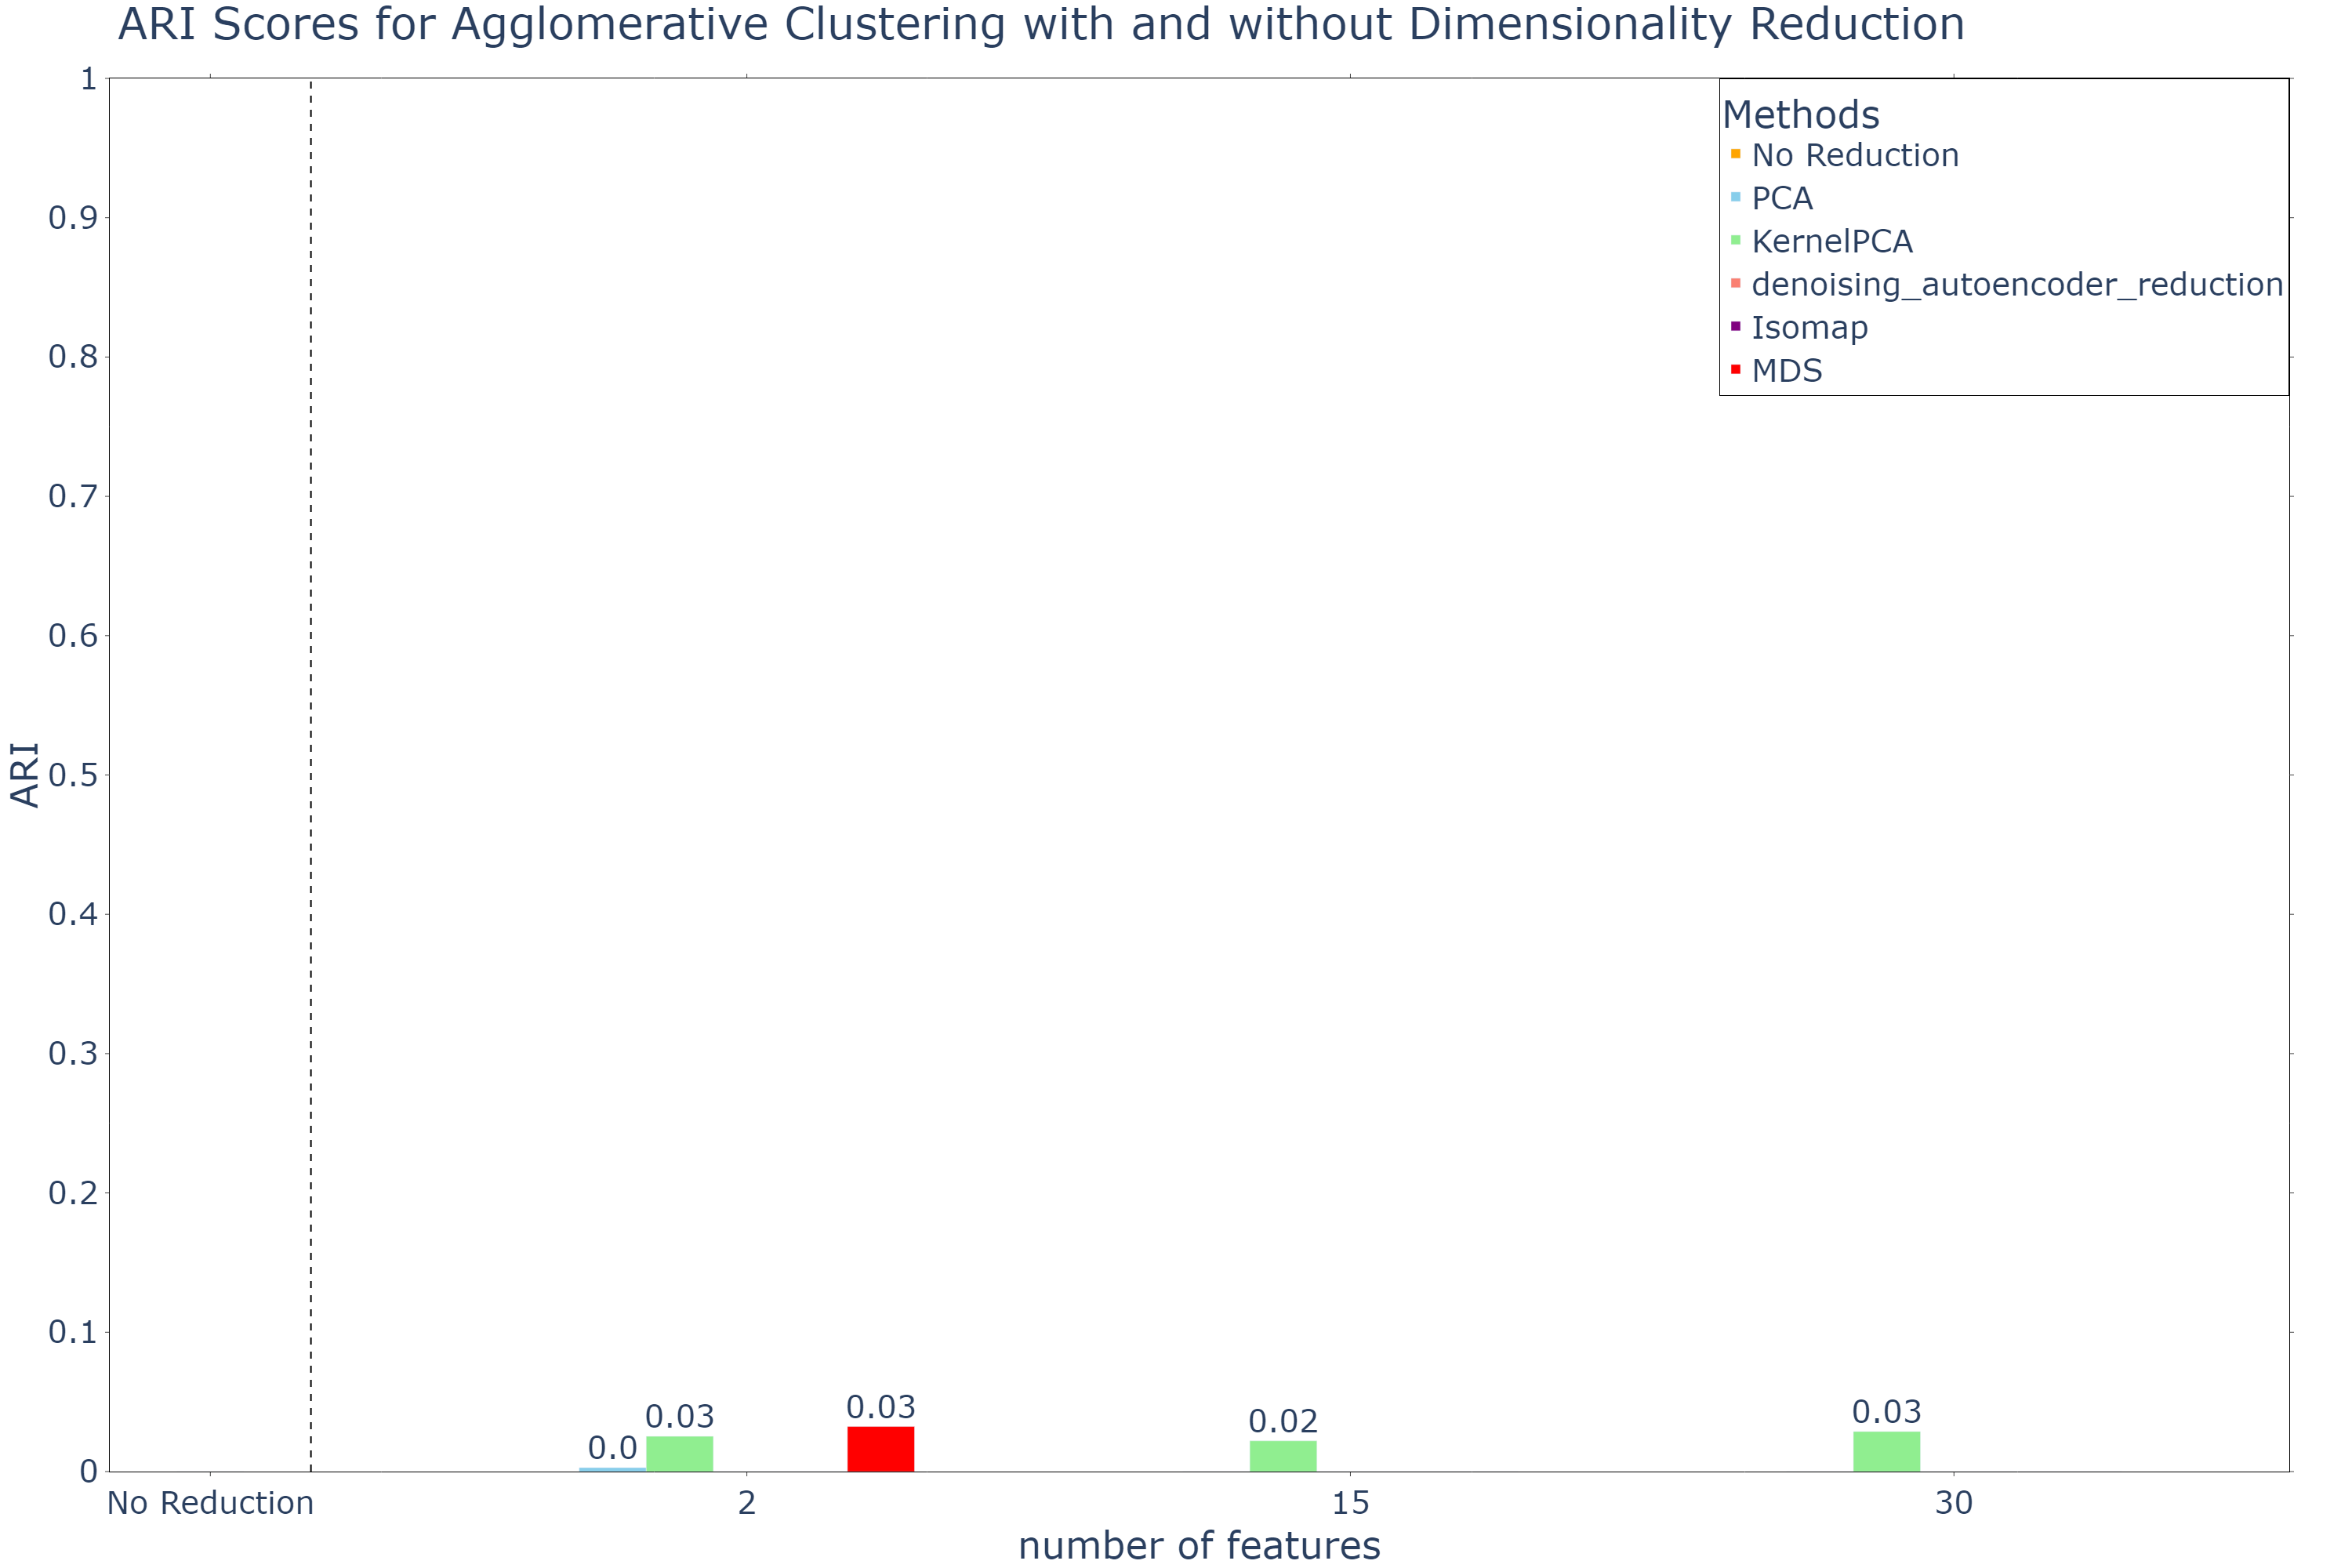 ARI Scores for Agglomerative Clustering with and without Dimensionality Reduction
1
0.9
0.8
0.7
0.6
0.5
0.4
0.3
0.2
0.1
0
ARI
Methods
No Reduction
PCA
KernelPCA
denoising_autoencoder_reduction
Isomap
MDS
0.0
0.03
0.03
0.02
0.03
No Reduction
2
15
30
number of features